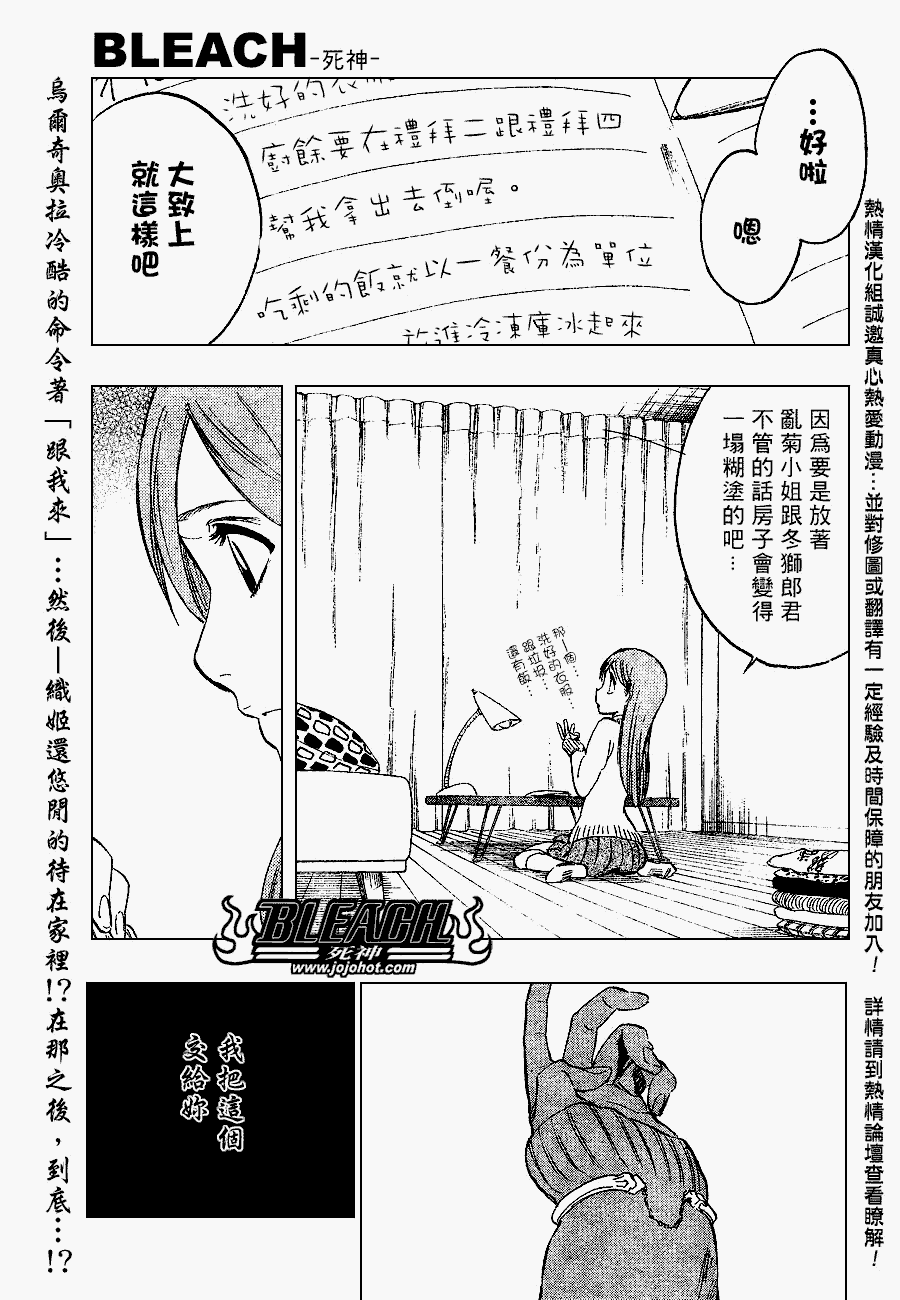 BLEACH-死神-
烏爾奇奧拉冷酷的命令著「跟我來」…然後—織姬還悠閒的待在家裡!?在那之後，到底…!?
熱情漢化組誠邀真心熱愛動漫…並對修圖或翻譯有一定經驗及時間保障的朋友加入！ 詳情請到熱情論壇查看瞭解！
…好啦
嗯
洗好的衣服
廚餘要在禮拜二跟禮拜四
幫我拿出去倒喔。
吃剩的飯就以一餐份為單位
放進冷凍庫冰起來
大致上
就這樣吧
因爲要是放著
亂菊小姐跟冬獅郎君
不管的話房子會變得
一塌糊塗的吧…
那個…
洗好的衣服…
跟垃圾…
還有飯…
BLEACH
死神
www.jojohot.com
我把這個
交給妳